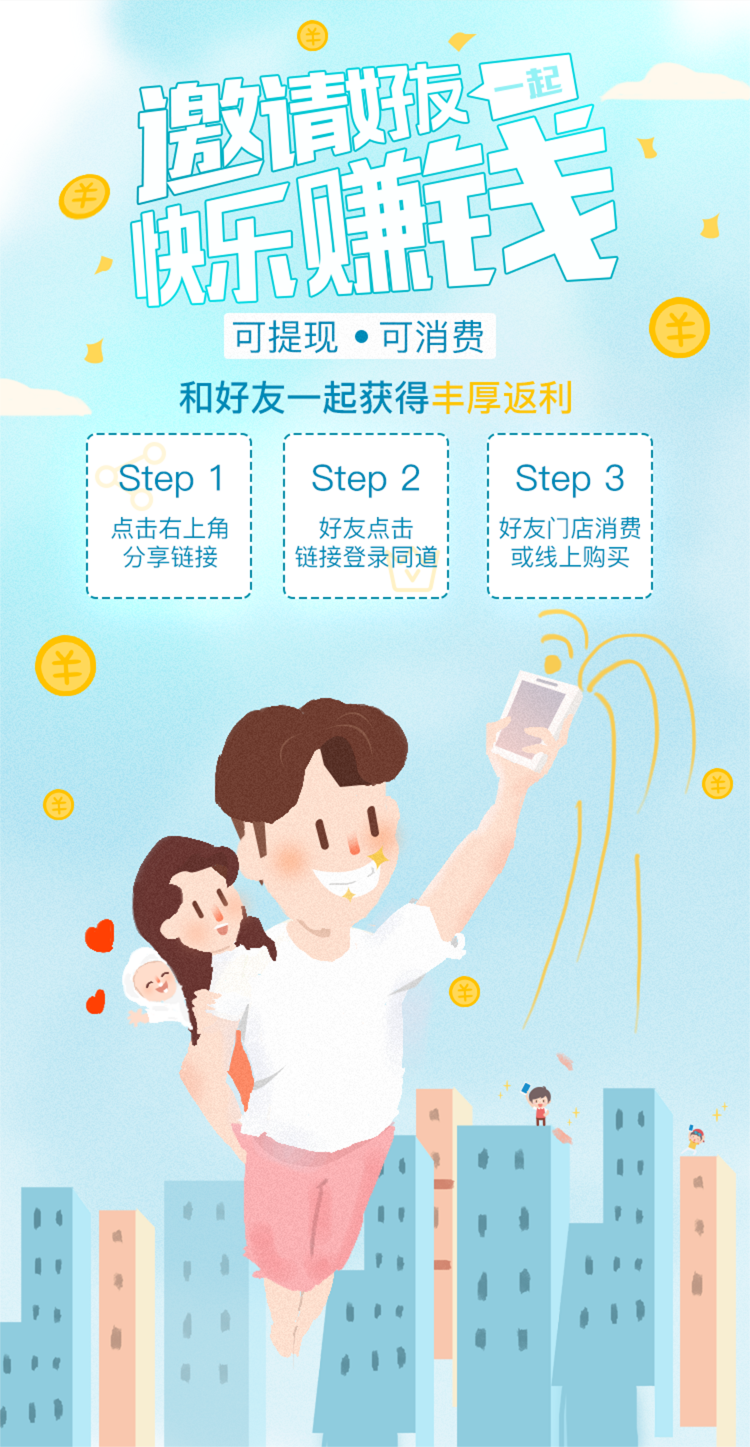 邀请好友一起
快乐赚钱
可提现•可消费
和好友一起获得丰厚返利
Step 1
点击右上角
分享链接
Step 2
好友点击
链接登录同道
Step 3
好友门店消费
或线上购买